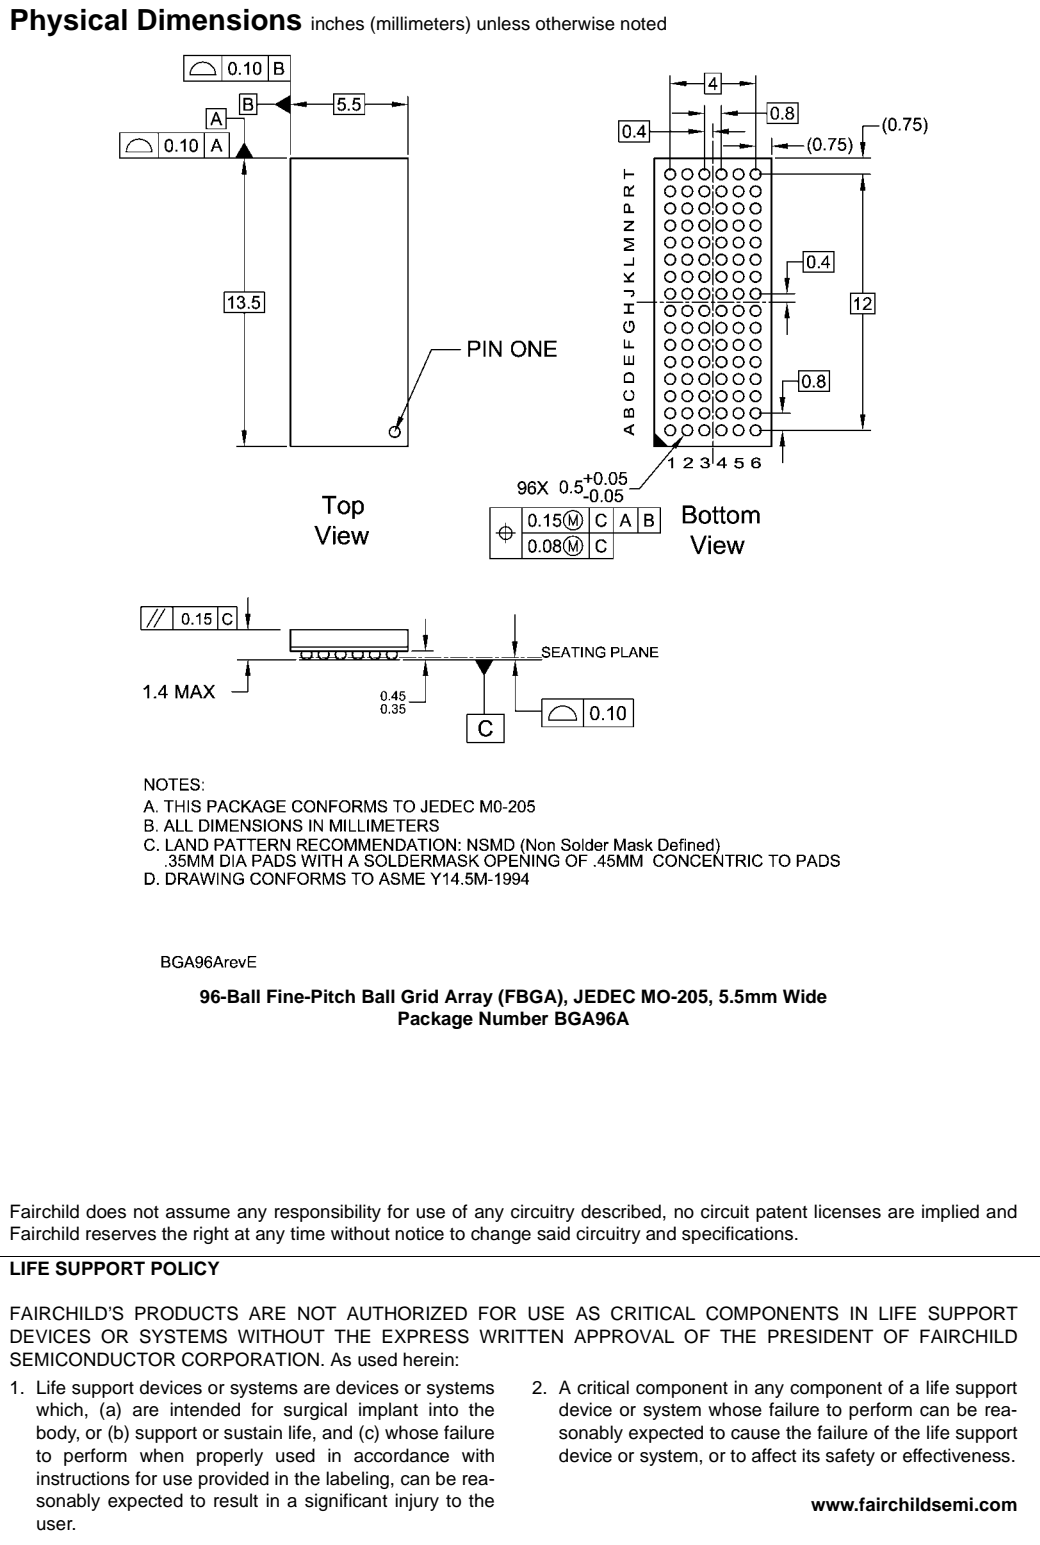 Physical Dimensions inches (millimeters) unless otherwise noted
0.10 B
B 5.5
A
0.10 A
13.5
PIN ONE
Top
View
4
0.8
0.4
(0.75)
(0.75)
T
R
P
N
M
L
K
J
H
G
F
E
D
C
B
A
0.4
12
0.8
1 2 3 4 5 6
96X 0.5 +0.05
-0.05
0.15Ⓜ C A B
0.08Ⓜ C
Bottom
View
// 0.15 C
SEATING PLANE
1.4 MAX
0.45
0.35
0.10
C
NOTES:
A. THIS PACKAGE CONFORMS TO JEDEC M0-205
B. ALL DIMENSIONS IN MILLIMETERS
C. LAND PATTERN RECOMMENDATION: NSMD (Non Solder Mask Defined)
.35MM DIA PADS WITH A SOLDERMASK OPENING OF .45MM CONCENTRIC TO PADS
D. DRAWING CONFORMS TO ASME Y14.5M-1994
BGA96ArevE
96-Ball Fine-Pitch Ball Grid Array (FBGA), JEDEC MO-205, 5.5mm Wide
Package Number BGA96A
Fairchild does not assume any responsibility for use of any circuitry described, no circuit patent licenses are implied and
Fairchild reserves the right at any time without notice to change said circuitry and specifications.
LIFE SUPPORT POLICY
FAIRCHILD'S PRODUCTS ARE NOT AUTHORIZED FOR USE AS CRITICAL COMPONENTS IN LIFE SUPPORT
DEVICES OR SYSTEMS WITHOUT THE EXPRESS WRITTEN APPROVAL OF THE PRESIDENT OF FAIRCHILD
SEMICONDUCTOR CORPORATION. As used herein:
1. Life support devices or systems are devices or systems
which, (a) are intended for surgical implant into the
body, or (b) support or sustain life, and (c) whose failure
to perform when properly used in accordance with
instructions for use provided in the labeling, can be rea-
sonably expected to result in a significant injury to the
user.
2. A critical component in any component of a life support
device or system whose failure to perform can be rea-
sonably expected to cause the failure of the life support
device or system, or to affect its safety or effectiveness.
www.fairchildsemi.com